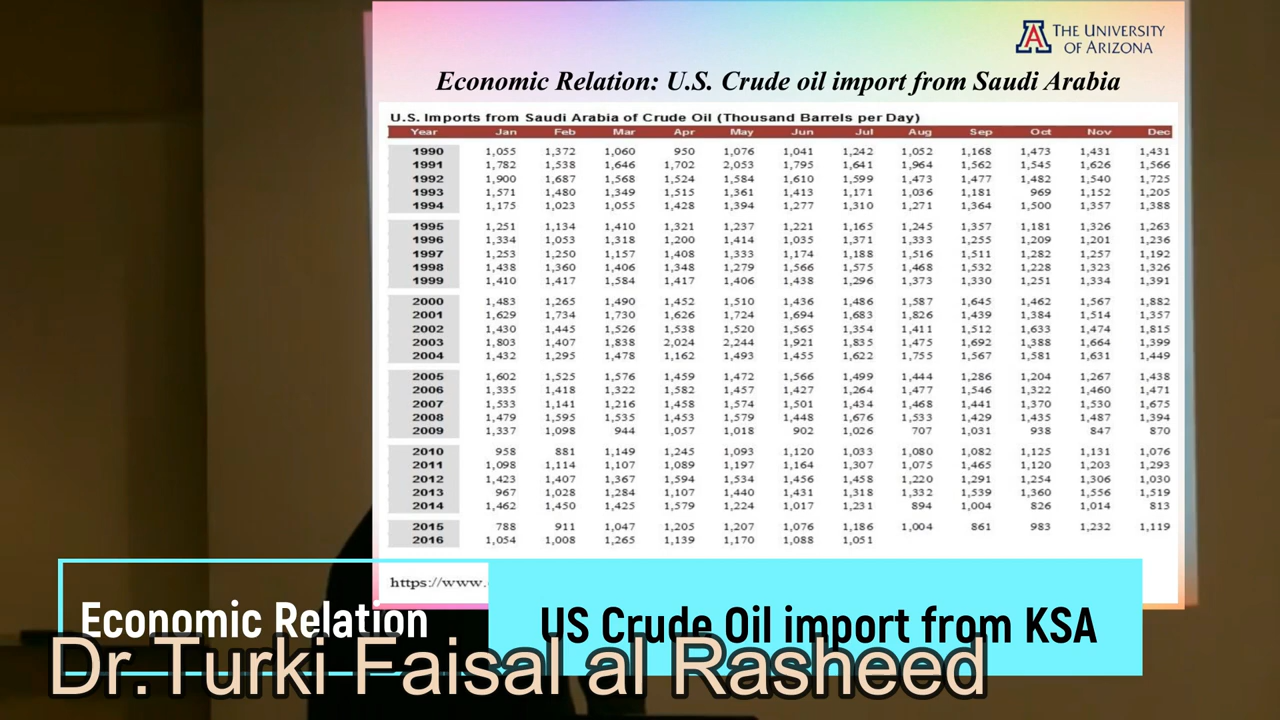 THE UNIVERSITY
OF ARIZONA
Economic Relation: U.S. Crude oil import from Saudi Arabia
U.S. Imports from Saudi Arabia of Crude Oil (Thousand Barrels per Day)
Year Jan Feb Mar Apr May Jun Jul Aug Sep Oct Nov Dec
1990 1,055 1,372 1,060 950 1,076 1,041 1,242 1,052 1,168 1,473 1,431 1,431
1991 1,782 1,538 1,646 1,702 2,053 1,795 1,641 1,964 1,562 1,545 1,626 1,566
1992 1,900 1,687 1,568 1,524 1,584 1,610 1,599 1,473 1,477 1,482 1,540 1,725
1993 1,571 1,480 1,349 1,515 1,361 1,413 1,171 1,036 1,181 969 1,152 1,205
1994 1,175 1,023 1,055 1,428 1,394 1,277 1,310 1,271 1,364 1,500 1,357 1,388
1995 1,251 1,134 1,410 1,321 1,237 1,221 1,165 1,245 1,357 1,181 1,326 1,263
1996 1,334 1,053 1,318 1,200 1,414 1,035 1,371 1,333 1,255 1,209 1,201 1,236
1997 1,253 1,250 1,157 1,408 1,333 1,174 1,188 1,516 1,511 1,282 1,257 1,192
1998 1,438 1,360 1,406 1,348 1,279 1,566 1,575 1,468 1,532 1,228 1,323 1,326
1999 1,410 1,417 1,584 1,417 1,406 1,438 1,296 1,373 1,330 1,251 1,334 1,391
2000 1,483 1,265 1,490 1,452 1,510 1,436 1,486 1,587 1,645 1,462 1,567 1,882
2001 1,629 1,734 1,730 1,626 1,724 1,694 1,683 1,826 1,439 1,384 1,514 1,357
2002 1,430 1,445 1,526 1,538 1,520 1,565 1,354 1,411 1,512 1,633 1,474 1,815
2003 1,803 1,407 1,838 2,024 2,244 1,921 1,835 1,475 1,692 1,388 1,664 1,399
2004 1,432 1,295 1,478 1,162 1,493 1,455 1,622 1,755 1,567 1,581 1,631 1,449
2005 1,602 1,525 1,576 1,459 1,472 1,566 1,499 1,444 1,286 1,204 1,267 1,438
2006 1,335 1,418 1,322 1,582 1,457 1,427 1,264 1,477 1,546 1,322 1,460 1,471
2007 1,533 1,141 1,216 1,458 1,574 1,501 1,434 1,468 1,441 1,370 1,530 1,675
2008 1,479 1,595 1,535 1,453 1,579 1,448 1,676 1,533 1,429 1,435 1,487 1,394
2009 1,337 1,098 944 1,057 1,018 902 1,026 707 1,031 938 847 870
2010 958 881 1,149 1,245 1,093 1,120 1,033 1,080 1,082 1,125 1,131 1,076
2011 1,098 1,114 1,107 1,089 1,197 1,164 1,307 1,075 1,465 1,120 1,203 1,293
2012 1,423 1,407 1,367 1,594 1,534 1,456 1,458 1,220 1,291 1,254 1,306 1,030
2013 967 1,028 1,284 1,107 1,440 1,431 1,318 1,332 1,539 1,360 1,556 1,519
2014 1,462 1,450 1,425 1,579 1,224 1,017 1,231 894 1,004 826 1,014 813
2015 788 911 1,047 1,205 1,207 1,076 1,186 1,004 861 983 1,232 1,119
2016 1,054 1,008 1,265 1,139 1,170 1,088 1,051
https://www.
Economic Relation
US Crude Oil import from KSA
Dr.Turki Faisal al Rasheed